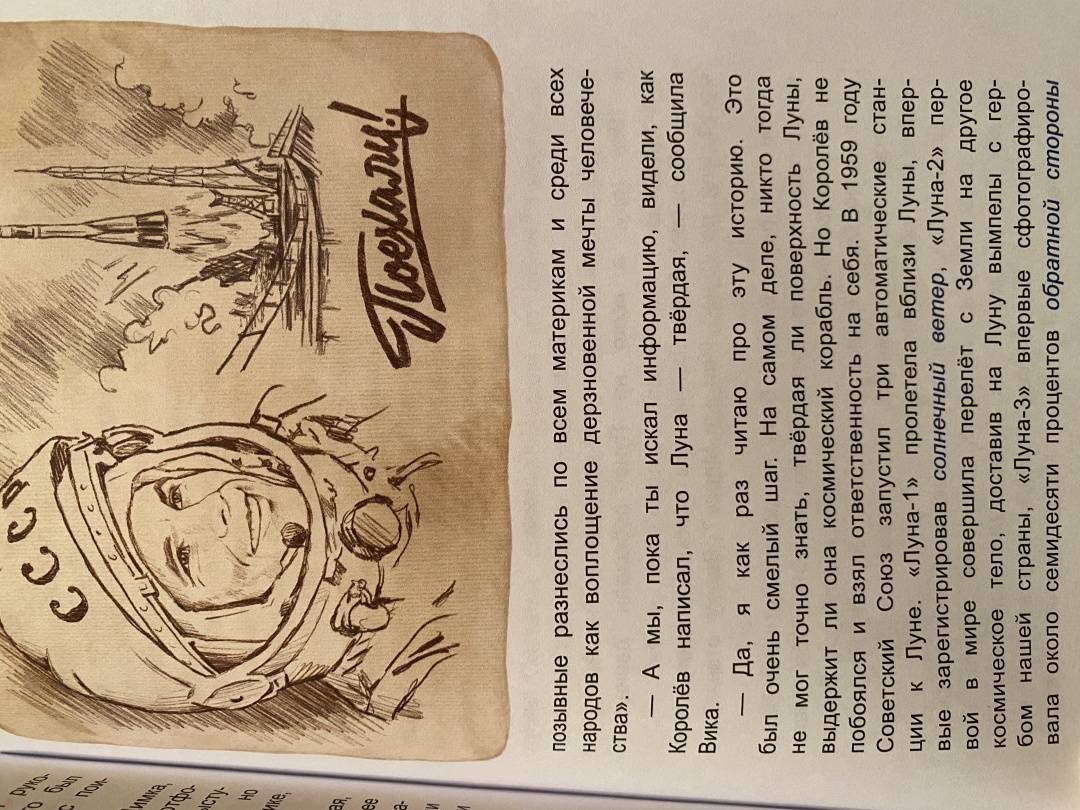 СССР
Поехали!
позывные разнеслись по всем материкам и среди всех
народов как воплощение дерзновенной мечты человече-
ства».
— А мы, пока ты искал информацию, видели, как
Королёв написал, что Луна — твёрдая, — сообщила
Вика.
— Да, я как раз читаю про эту историю. Это
был очень смелый шаг. На самом деле, никто тогда
не мог точно знать, твёрдая ли поверхность Луны,
выдержит ли она космический корабль. Но Королёв не
побоялся и взял ответственность на себя. В 1959 году
Советский Союз запустил три автоматические стан-
ции к Луне. «Луна-1» пролетела вблизи Луны, впер-
вые зарегистрировав солнечный ветер, «Луна-2» пер-
вой в мире совершила перелёт с Земли на другое
космическое тело, доставив на Луну вымпелы с гер-
бом нашей страны, «Луна-3» впервые сфотографиро-
вала около семидесяти процентов обратной стороны